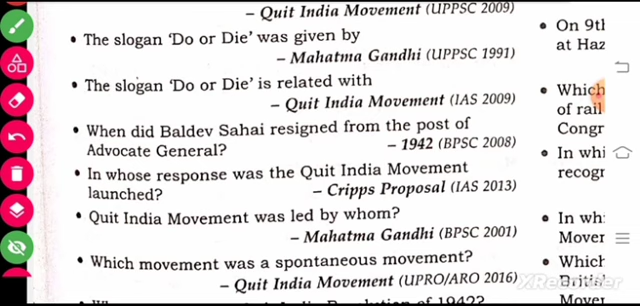 – Quit India Movement (UPPSC 2009)
• The slogan 'Do or Die' was given by
– Mahatma Gandhi (UPPSC 1991)
• The slogan 'Do or Die' is related with
– Quit India Movement (IAS 2009)
• When did Baldev Sahai resigned from the post of
Advocate General? – 1942 (BPSC 2008)
• In whose response was the Quit India Movement
launched? – Cripps Proposal (IAS 2013)
• Quit India Movement was led by whom?
– Mahatma Gandhi (BPSC 2001)
• Which movement was a spontaneous movement?
– Quit India Movement (UPRO/ARO 2016)
of 1942?
• On 9th
at Haz
• Which
of rail
Congr
• In whi
recogr
• In wh
Mover
• Which
British
Mover
XRecorder